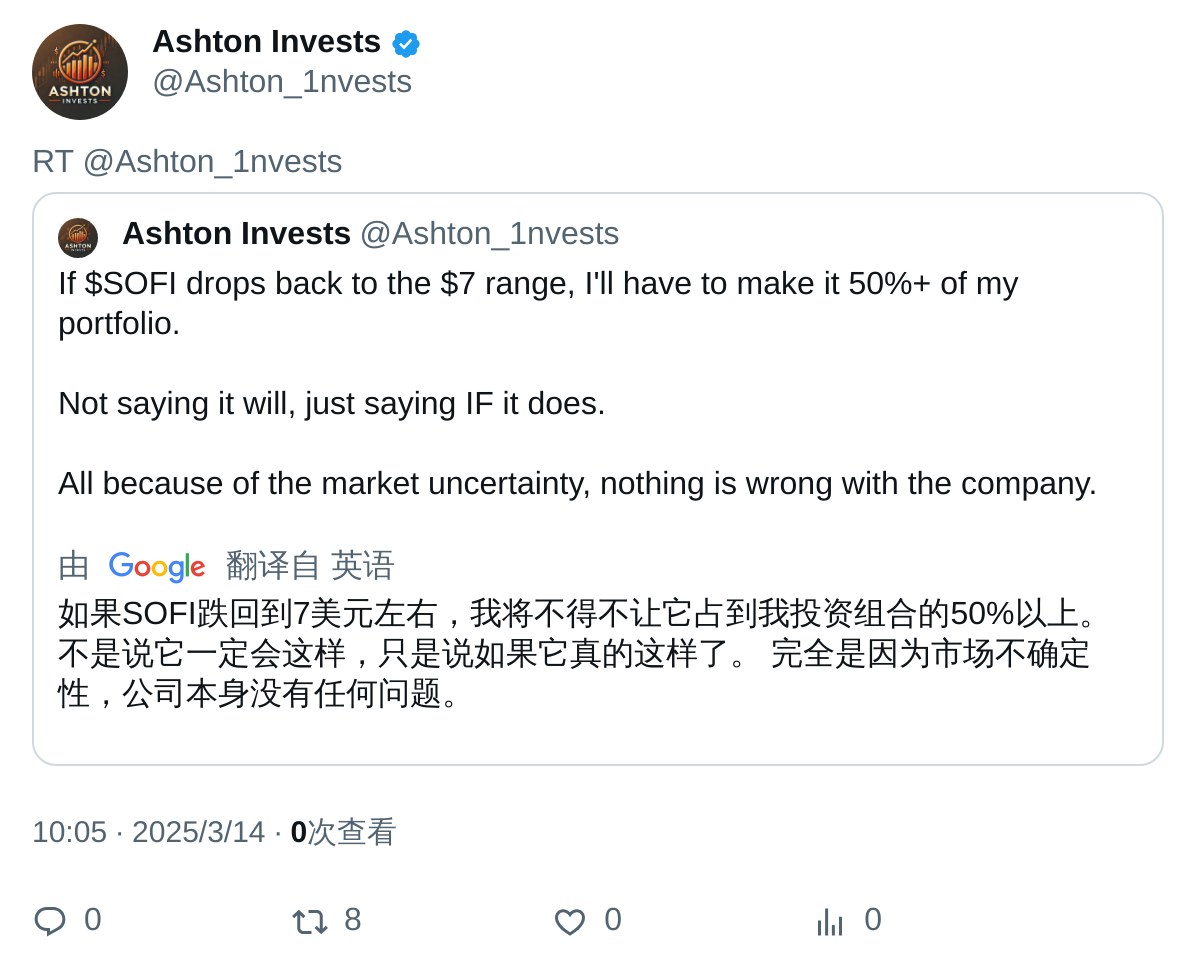 ASHTON
INVESTS
Ashton Invests
@Ashton_1nvests
RT @Ashton_1nvests
ASHTON
Ashton Invests @Ashton_1nvests
If $SOFI drops back to the $7 range, I'll have to make it 50%+ of my
portfolio.
Not saying it will, just saying IF it does.
All because of the market uncertainty, nothing is wrong with the company.
由 Google 翻译自 英语
如果SOFI跌回到7美元左右，我将不得不让它占到我投资组合的50%以上。
不是说它一定会这样，只是说如果它真的这样了。 完全是因为市场不确定
性，公司本身没有任何问题。
10:05 · 2025/3/14 · 0次查看
0 8 0 0